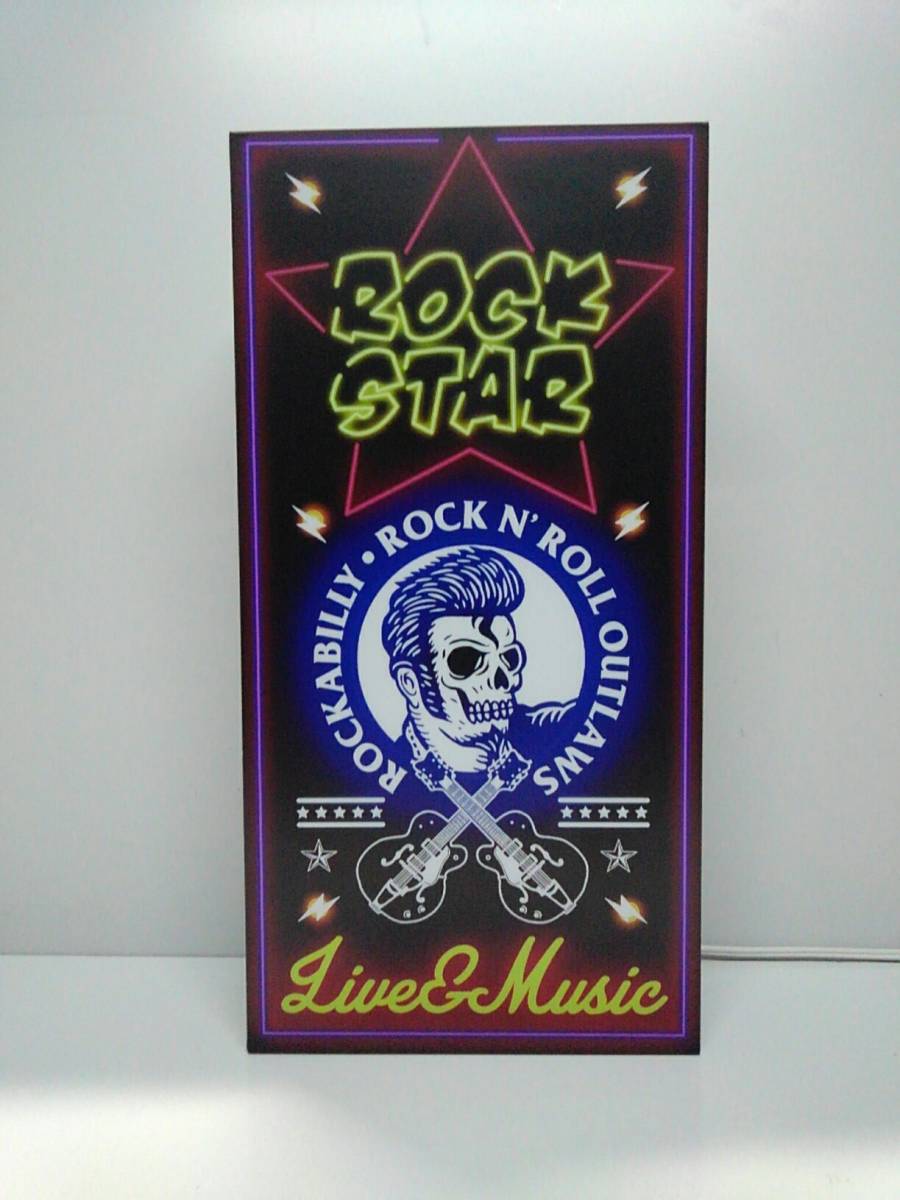 ROCK
STAR
ROCKABILLY • ROCK N' ROLL OUTLAWS
Live&Music